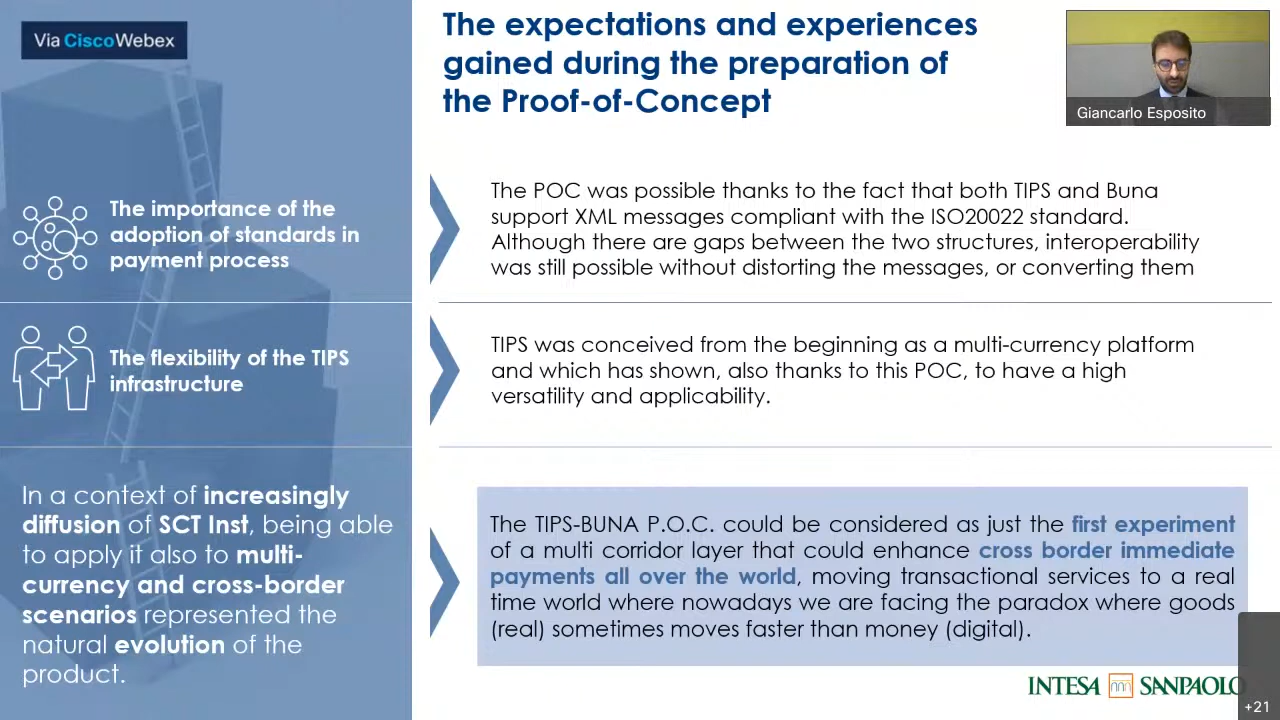 Via CiscoWebex
The expectations and experiences
gained during the preparation of
the Proof-of-Concept
Giancarlo Esposito
The importance of the
adoption of standards in
payment process
The POC was possible thanks to the fact that both TIPS and Buna
support XML messages compliant with the ISO20022 standard.
Although there are gaps between the two structures, interoperability
was still possible without distorting the messages, or converting them
The flexibility of the TIPS
infrastructure
TIPS was conceived from the beginning as a multi-currency platform
and which has shown, also thanks to this POC, to have a high
versatility and applicability.
In a context of increasingly
diffusion of SCT Inst, being able
to apply it also to multi-
currency and cross-border
scenarios represented the
natural evolution of the
product.
The TIPS-BUNA P.O.C. could be considered as just the first experiment
of a multi corridor layer that could enhance cross border immediate
payments all over the world, moving transactional services to a real
time world where nowadays we are facing the paradox where goods
(real) sometimes moves faster than money (digital).
INTESA SANPAOLO
+21